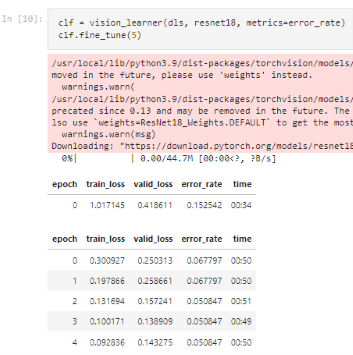 In [10]: clf = vision_learner(dls, resnet18, metrics=error_rate)
clf.fine_tune(5)
/usr/local/lib/python3.9/dist-packages/torchvision/models/
moved in the future, please use 'weights' instead.
warnings.warn(
/usr/local/lib/python3.9/dist-packages/torchvision/models/
precated since 0.13 and may be removed in the future. The
lso use `weights=ResNet18_Weights.DEFAULT` to get the most
warnings.warn(msg)
Downloading: "https://download.pytorch.org/models/resnet18
0%| | 0.00/44.7M [00:00<?, ?B/s]
epoch train_loss valid_loss error_rate time
0 1.017145 0.418611 0.152542 00:34
epoch train_loss valid_loss error_rate time
0 0.300927 0.250313 0.067797 00:50
1 0.197866 0.258661 0.067797 00:50
2 0.131694 0.157241 0.050847 00:51
3 0.100171 0.138909 0.050847 00:49
4 0.092836 0.143275 0.050847 00:50